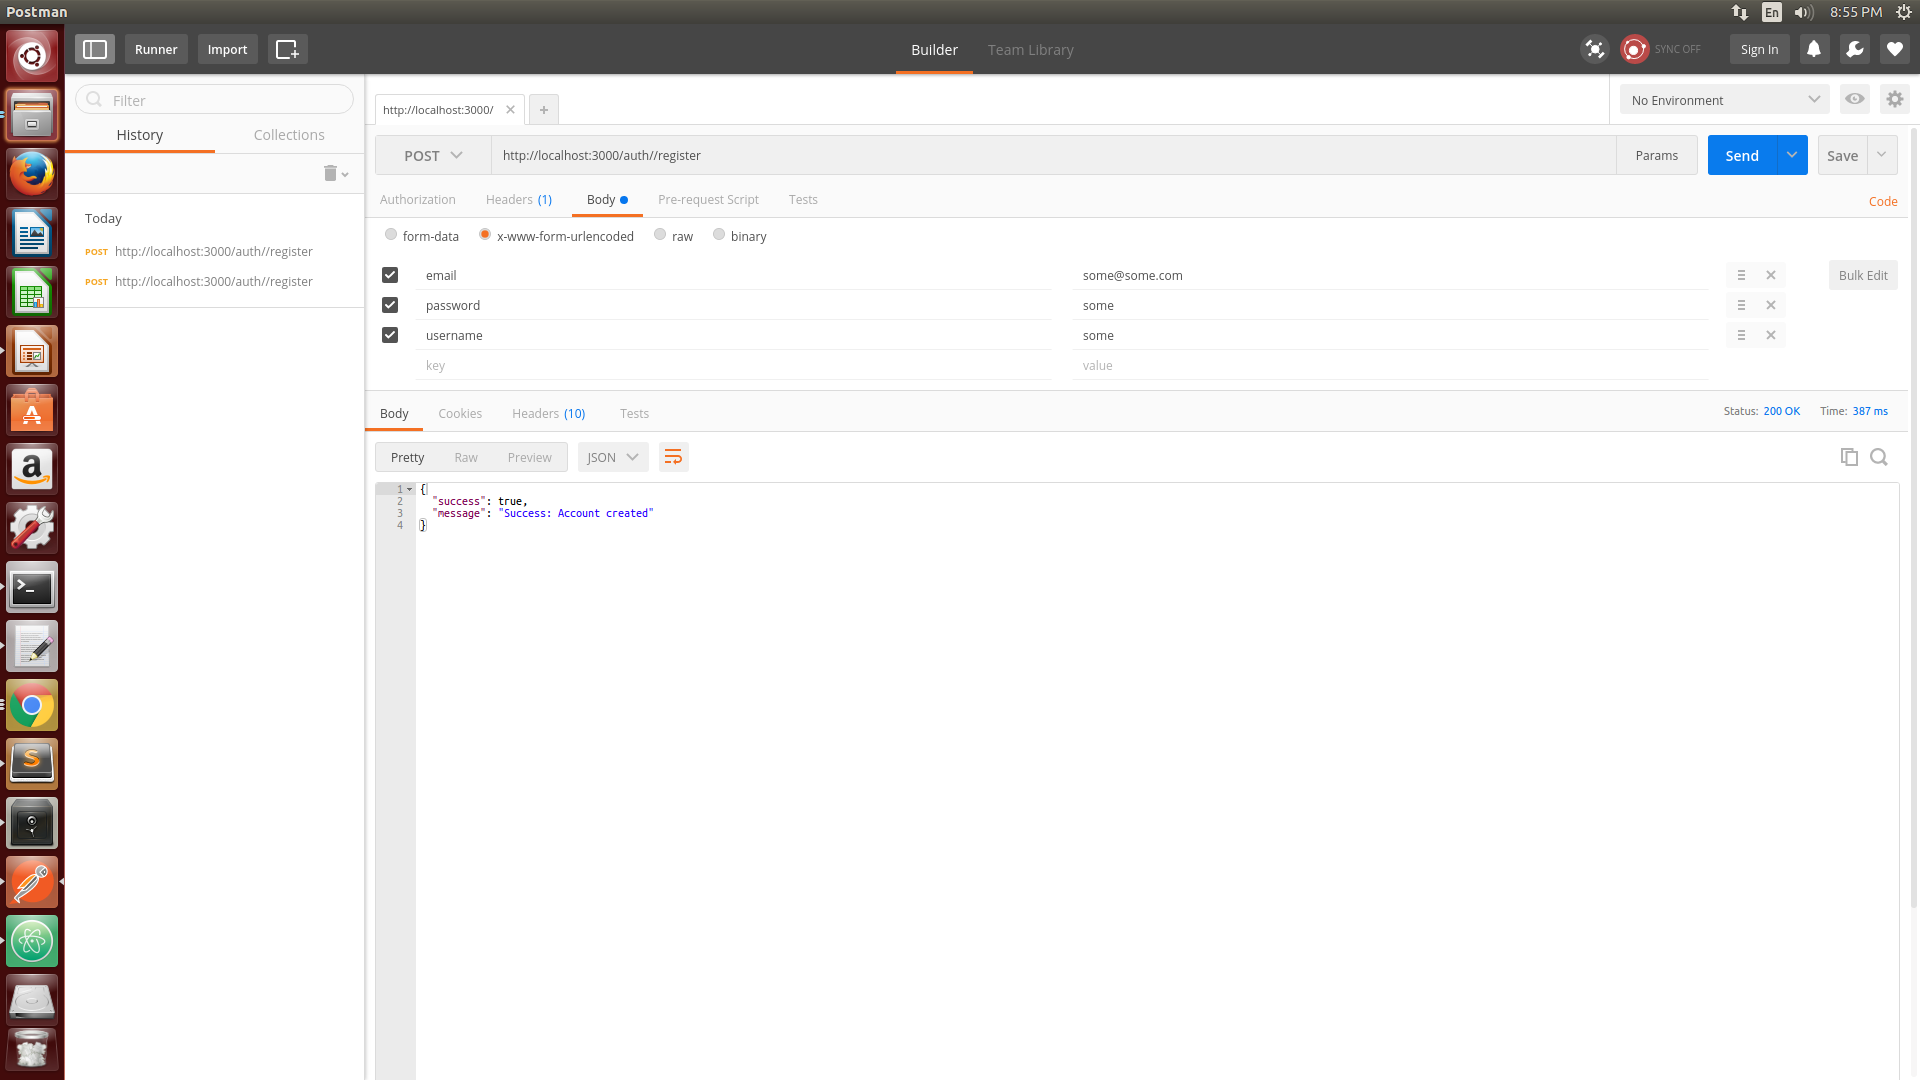 Postman
En
8:55 PM
Runner
Import
Builder
Team Library
SYNC OFF
Sign In
Filter
History
Collections
Today
POST http://localhost:3000/auth//register
POST http://localhost:3000/auth//register
http://localhost:3000/
No Environment
POST
http://localhost:3000/auth//register
Params
Send
Save
Authorization
Headers (1)
Body
Pre-request Script
Tests
Code
form-data
x-www-form-urlencoded
raw
binary
email
some@some.com
Bulk Edit
password
some
username
some
key
value
Body
Cookies
Headers (10)
Tests
Status: 200 OK
Time: 387 ms
Pretty
Raw
Preview
JSON
1 {
2 "success": true,
3 "message": "Success: Account created"
4 }